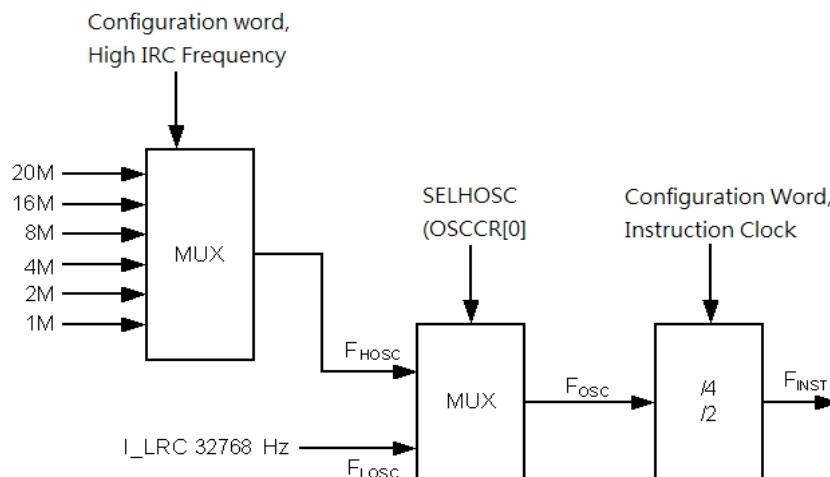 Configuration word,
High IRC Frequency
20M
16M
8M
4M
2M
1M
MUX
SELHOSC
(OSCCR[0]
Configuration Word,
Instruction Clock
FHOSC
I_LRC 32768 Hz
FLOSC
MUX
FOSC
/4
/2
FINST